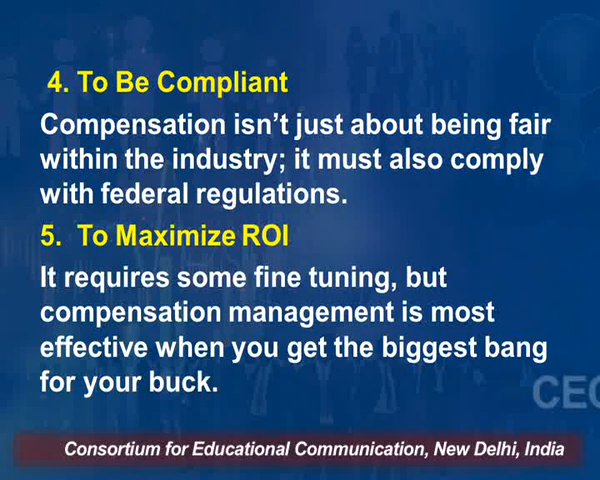 4. To Be Compliant
Compensation isn't just about being fair
within the industry; it must also comply
with federal regulations.
5. To Maximize ROI
It requires some fine tuning, but
compensation management is most
effective when you get the biggest bang
for your buck.
CEC
Consortium for Educational Communication, New Delhi, India